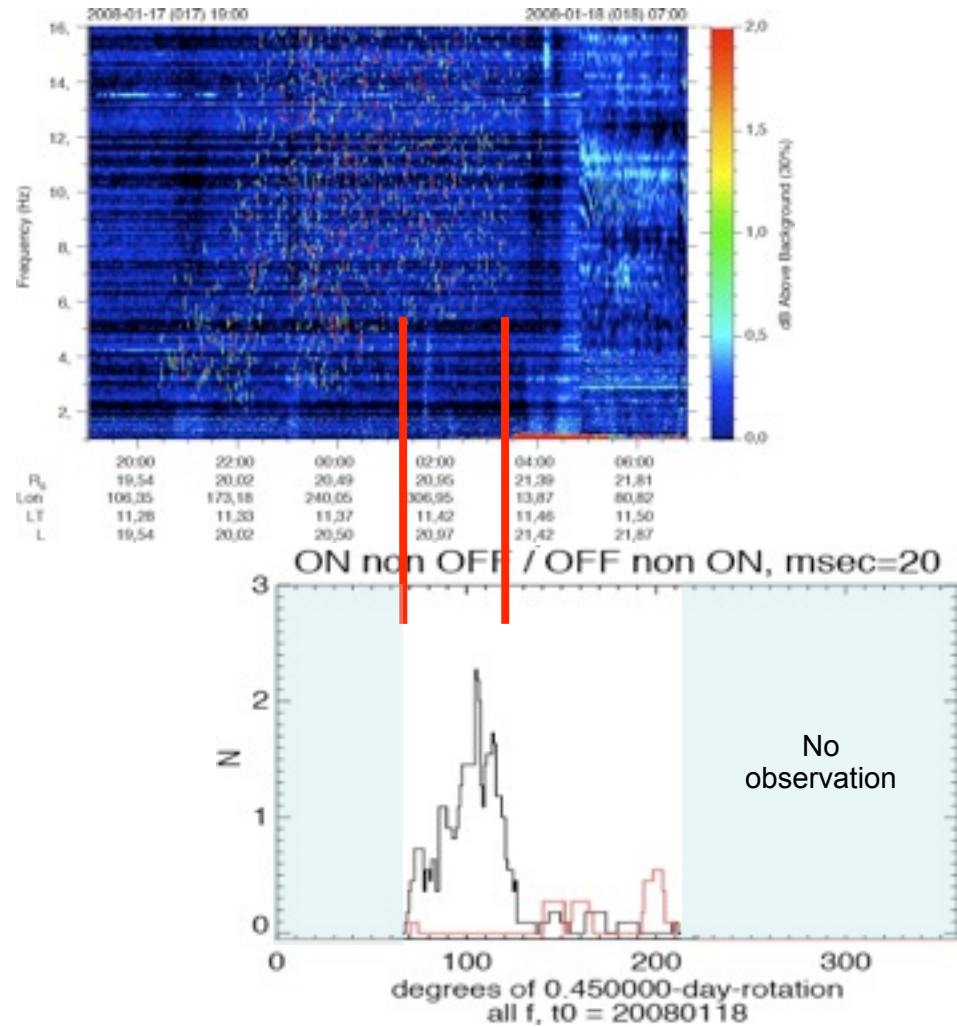 2008-01-17 (017) 19:00 2008-01-18 (018) 07:00
16,
14,
12,
10,
8,
6,
4,
2,
Frequency (Hz)
2,0
1,5
1,0
0,5
0,0
dB Above Background (30%)
20:00 22:00 00:00 02:00 04:00 06:00
R 19,54 20,02 20,49 20,95 21,39 21,81
Lon 106,35 173,18 240,05 306,95 13,87 80,82
LT 11,28 11,33 11,37 11,42 11,46 11,50
L 19,54 20,02 20,50 20,97 21,42 21,87
ON non OFF / OFF non ON, msec=20
3
2
1
0
N
No
observation
0 100 200 300
degrees of 0.450000-day-rotation
all f, t0 = 20080118